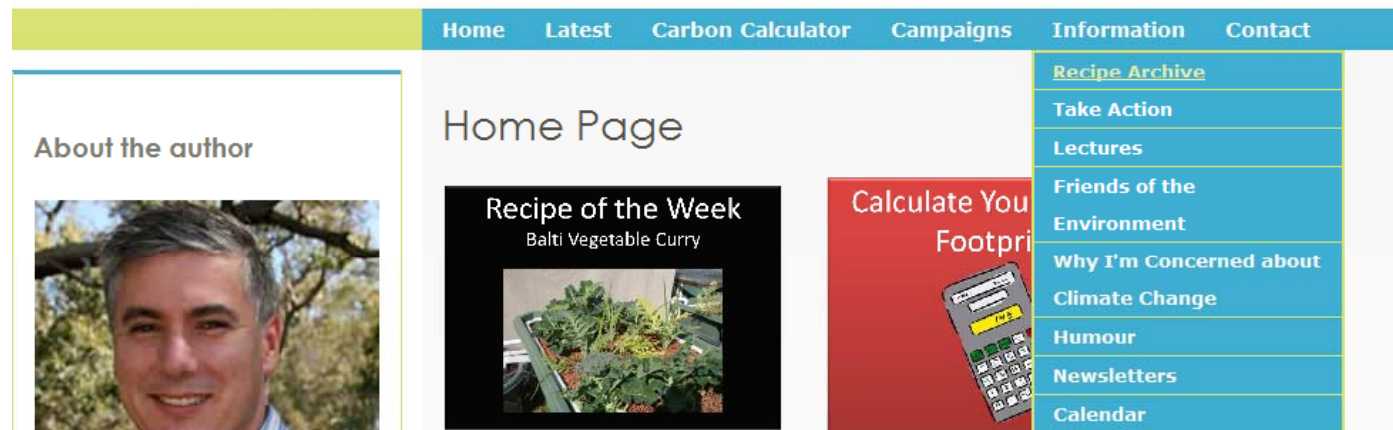 Home Latest Carbon Calculator Campaigns Information Contact
About the author
Home Page
Recipe of the Week
Balti Vegetable Curry
Calculate You
Footpri
Recipe Archive
Take Action
Lectures
Friends of the
Environment
Why I'm Concerned about
Climate Change
Humour
Newsletters
Calendar